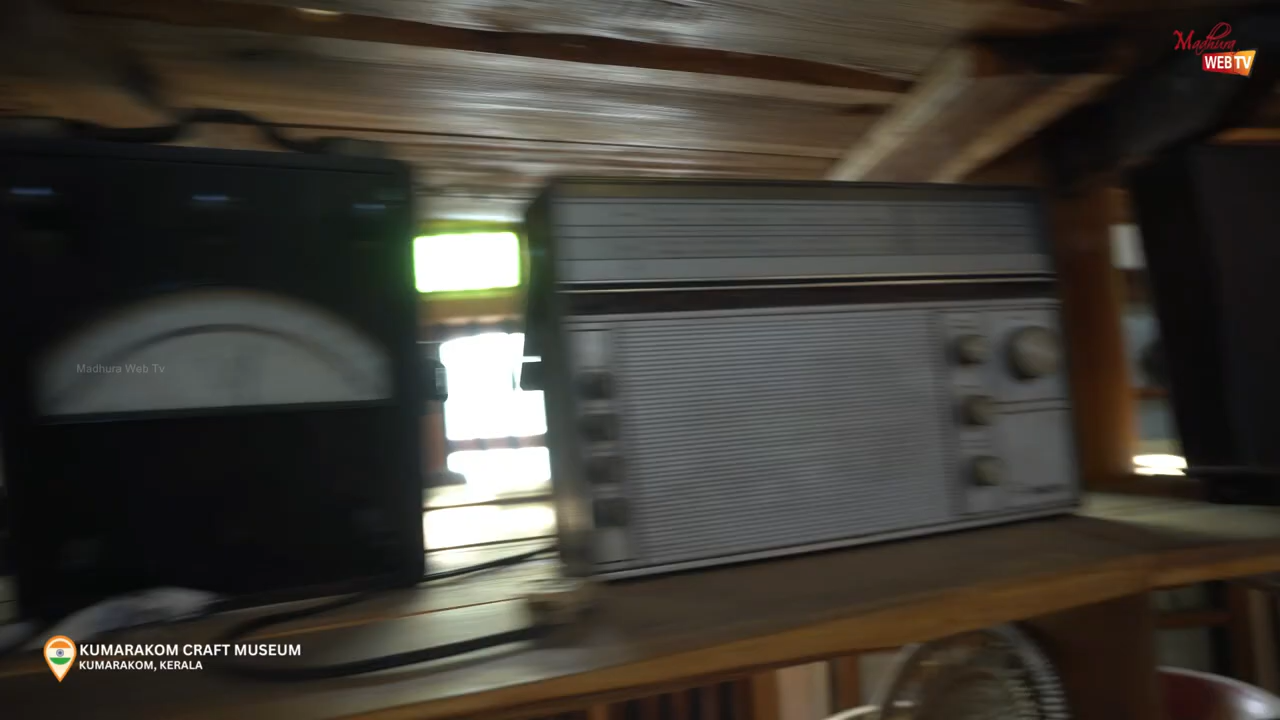 Madhura
WEB TV
Madhura Web Tv
KUMARAKOM CRAFT MUSEUM
KUMARAKOM, KERALA